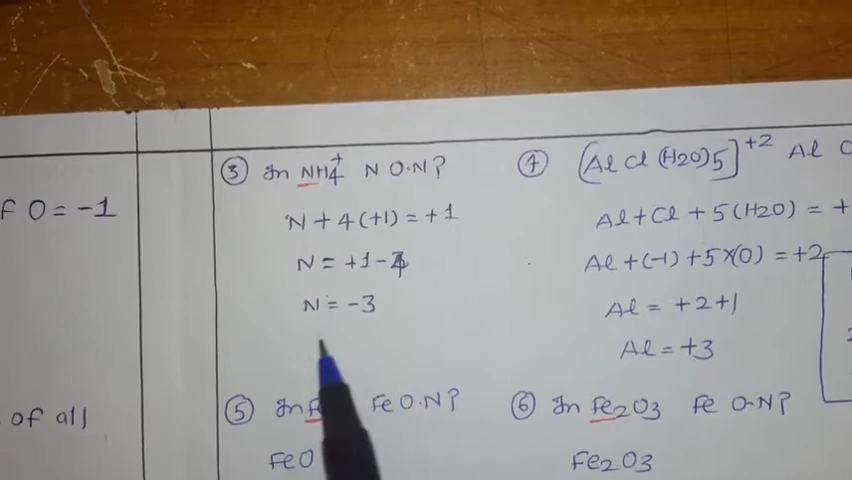 f O = -1
of all
③ In NH4+ N O.N?
N + 4(+1) = +1
N = +1-4
N = -3
④ [AlCl(H2O)5]+2 Al O
Al+Cl+5(H2O) = +
Al+(-1)+5×(0) = +2
Al = +2+1
Al = +3
⑤ In Fe O.N?
FeO
⑥ In Fe2O3 Fe O.N?
Fe2O3